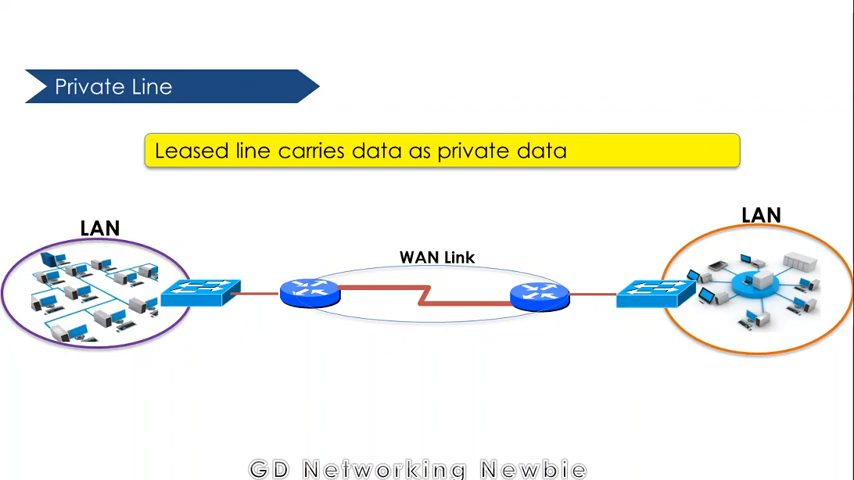 Private Line
Leased line carries data as private data
LAN
LAN
WAN Link
GD Networking Newbie